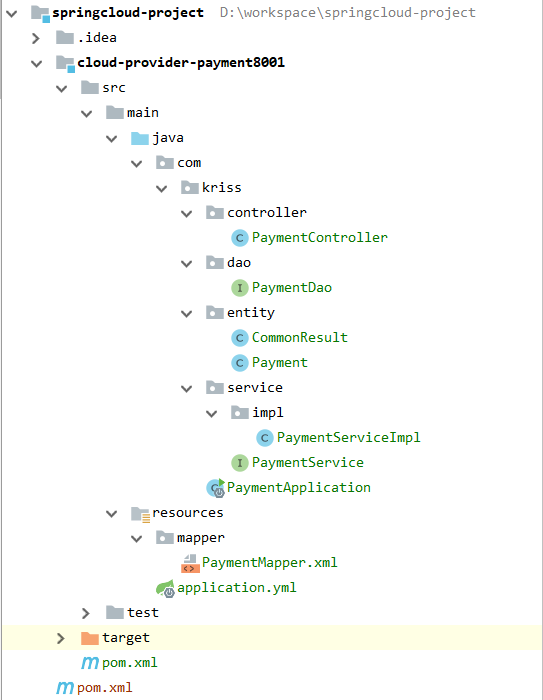 springcloud-project D:\workspace\springcloud-project
.idea
cloud-provider-payment8001
src
main
java
com
kriss
controller
C PaymentController
dao
I PaymentDao
entity
C CommonResult
C Payment
service
impl
C PaymentServiceImpl
I PaymentService
C PaymentApplication
resources
mapper
<> PaymentMapper.xml
application.yml
test
target
m pom.xml
m pom.xml